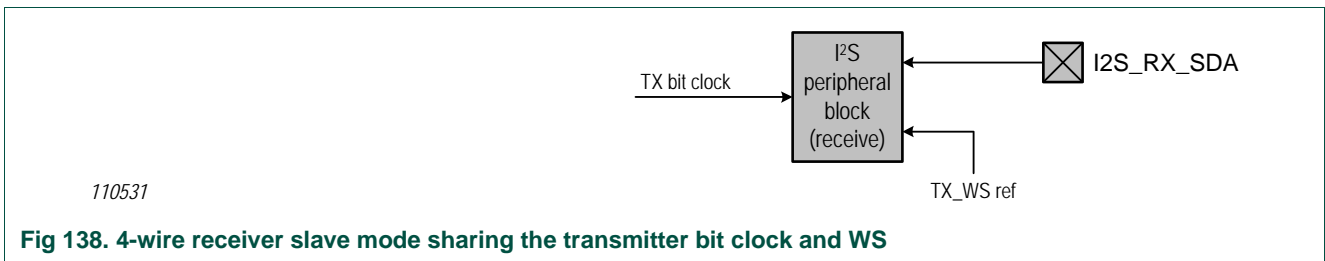 I²S
peripheral
block
(receive)
TX bit clock
I2S_RX_SDA
TX_WS ref
110531
Fig 138. 4-wire receiver slave mode sharing the transmitter bit clock and WS